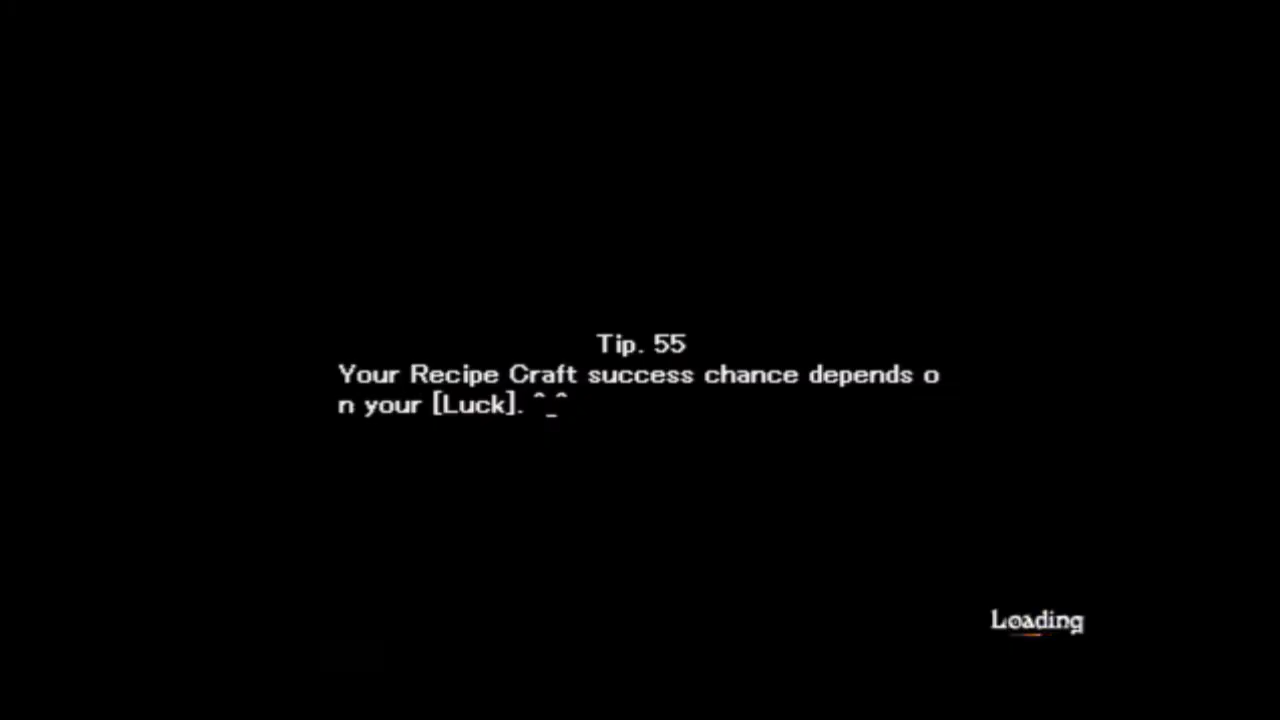 Tip. 55
Your Recipe Craft success chance depends o
n your [Luck]. ^_^
Loading